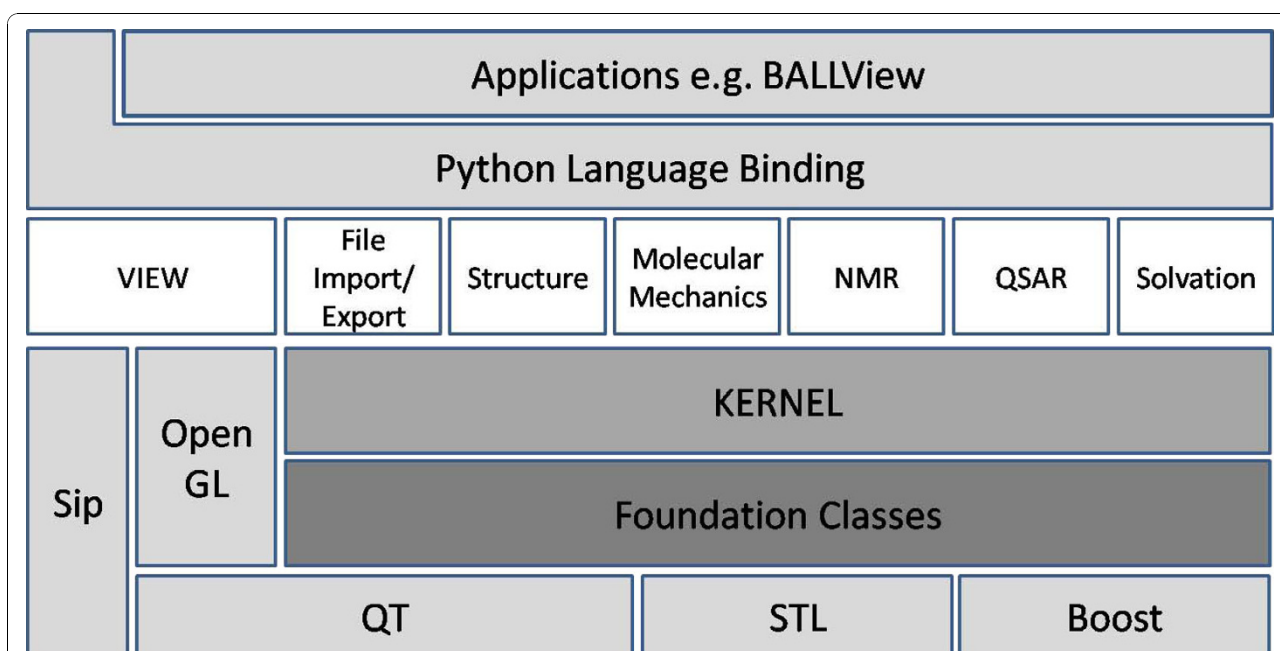 Applications e.g. BALLView
Python Language Binding
VIEW
File
Import/
Export
Structure
Molecular
Mechanics
NMR
QSAR
Solvation
KERNEL
Open
GL
Sip
Foundation Classes
QT
STL
Boost